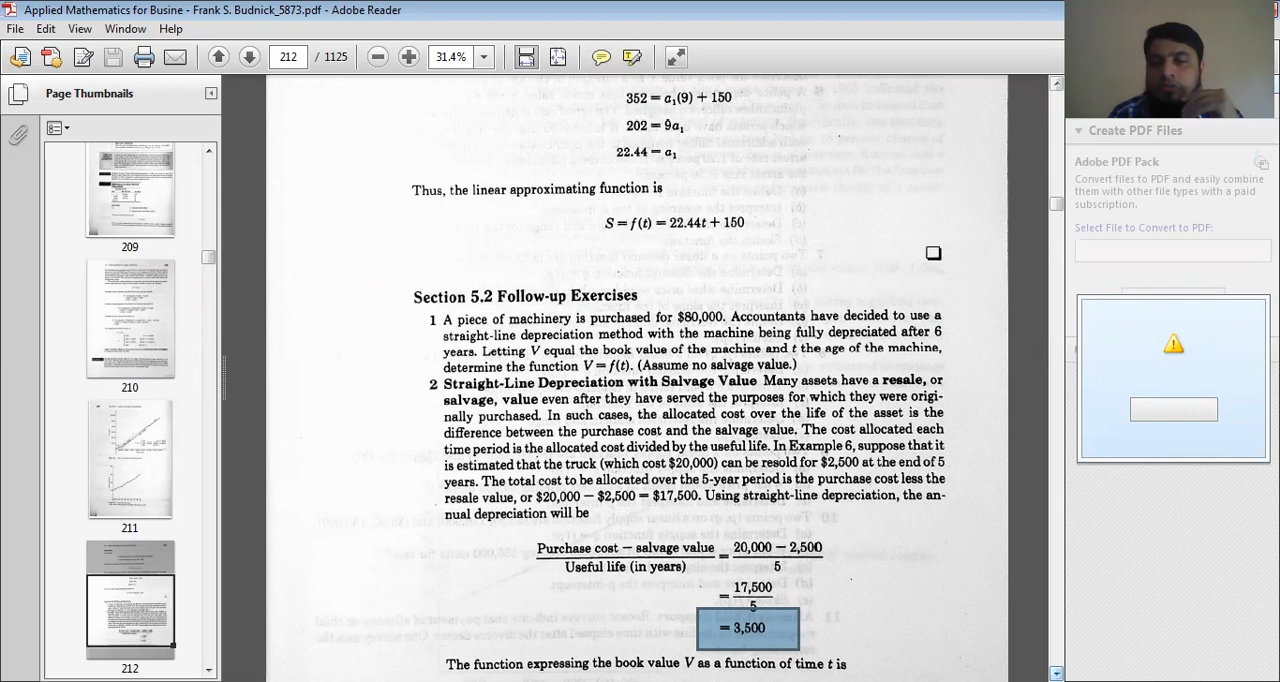 Applied Mathematics for Busine - Frank S. Budnick_5873.pdf - Adobe Reader
File Edit View Window Help
212 / 1125 31.4%
Page Thumbnails
209
210
211
212
352 = a₁(9) + 150
202 = 9a₁
22.44 = a₁
Thus, the linear approximating function is
S = f(t) = 22.44t + 150
Section 5.2 Follow-up Exercises
1 A piece of machinery is purchased for $80,000. Accountants have decided to use a
straight-line depreciation method with the machine being fully depreciated after 6
years. Letting V equal the book value of the machine and t the age of the machine,
determine the function V = f(t). (Assume no salvage value.)
2 Straight-Line Depreciation with Salvage Value Many assets have a resale, or
salvage, value even after they have served the purposes for which they were origi-
nally purchased. In such cases, the allocated cost over the life of the asset is the
difference between the purchase cost and the salvage value. The cost allocated each
time period is the allocated cost divided by the useful life. In Example 6, suppose that it
is estimated that the truck (which cost $20,000) can be resold for $2,500 at the end of 5
years. The total cost to be allocated over the 5-year period is the purchase cost less the
resale value, or $20,000 − $2,500 = $17,500. Using straight-line depreciation, the an-
nual depreciation will be
Purchase cost − salvage value = 20,000 − 2,500
Useful life (in years) 5
= 17,500
5
= 3,500
The function expressing the book value V as a function of time t is
Create PDF Files
Adobe PDF Pack
Convert files to PDF and easily combine
them with other file types with a paid
subscription.
Select File to Convert to PDF: